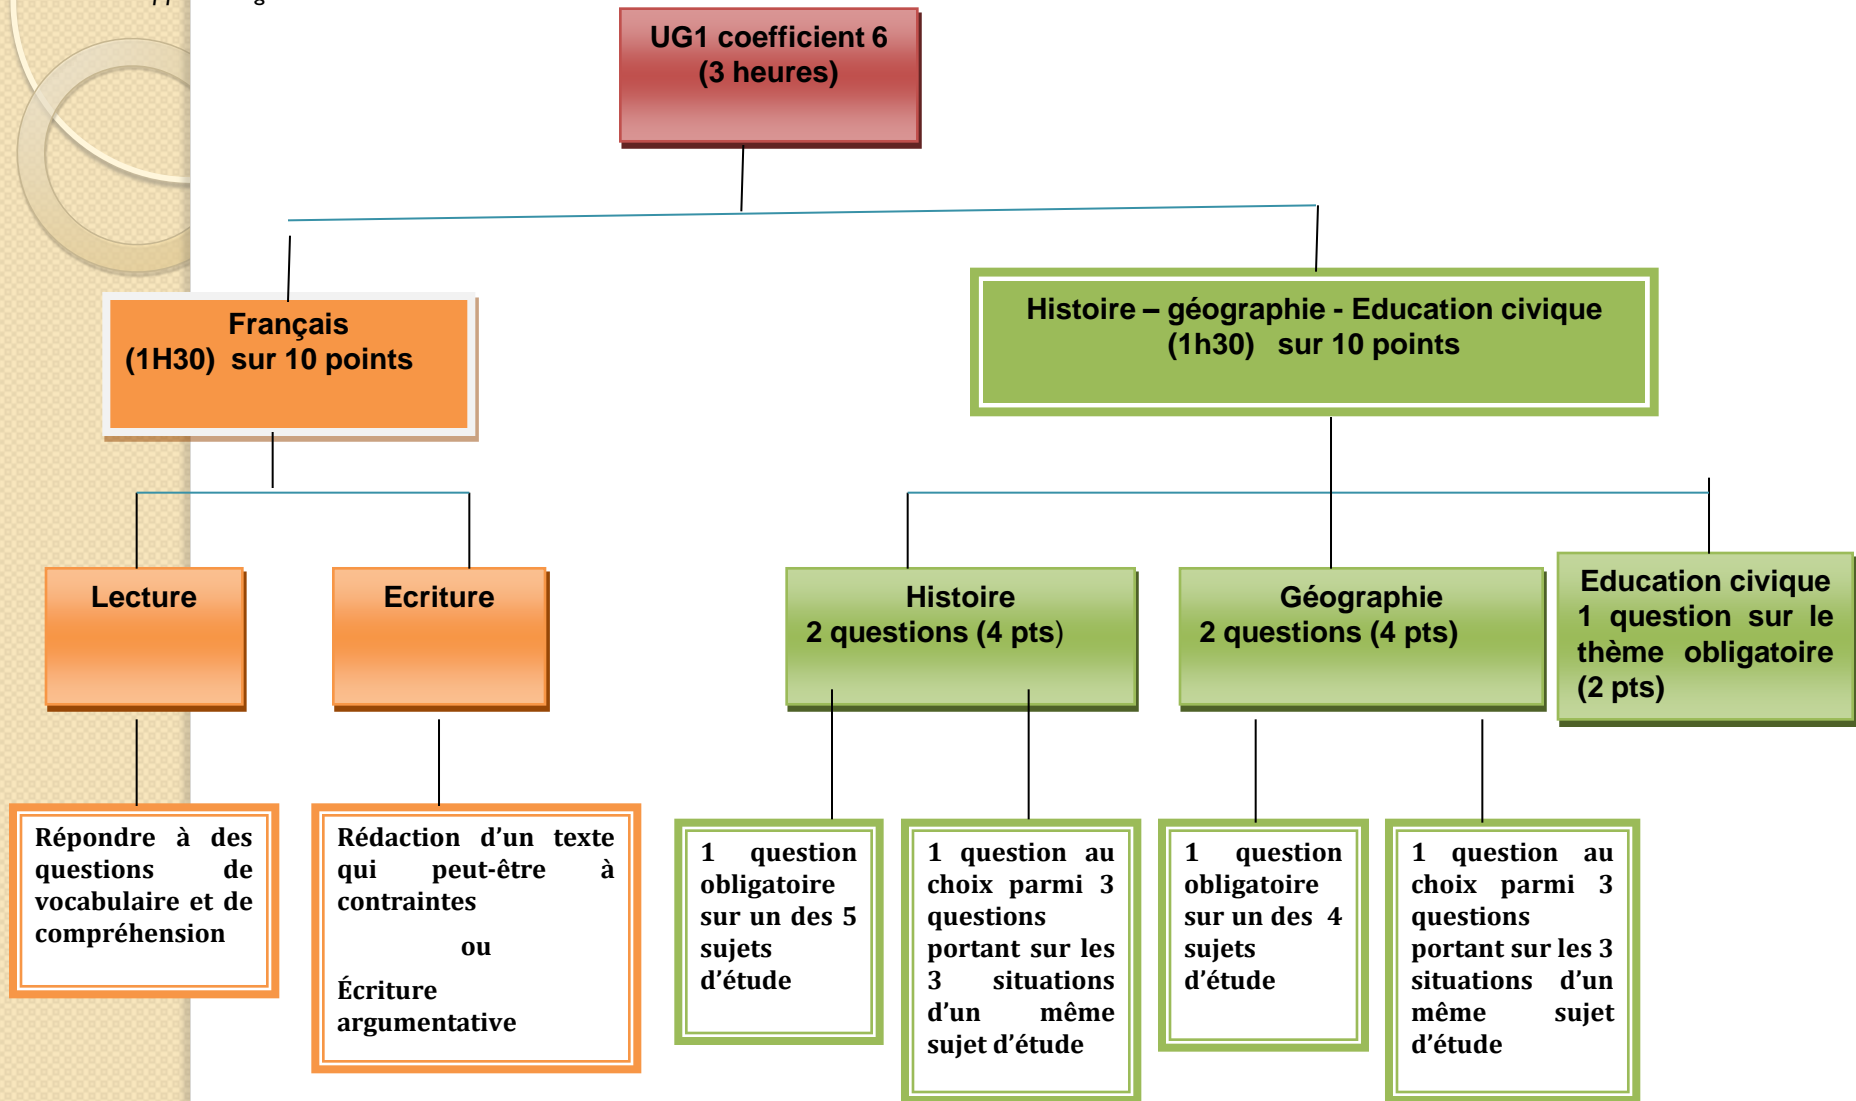 UG1 coefficient 6
(3 heures)
Français
(1H30) sur 10 points
Histoire – géographie - Education civique
(1h30) sur 10 points
Lecture
Ecriture
Histoire
2 questions (4 pts)
Géographie
2 questions (4 pts)
Education civique
1 question sur le
thème obligatoire
(2 pts)
Répondre à des
questions de
vocabulaire et de
compréhension
Rédaction d’un texte
qui peut-être à
contraintes
ou
Écriture
argumentative
1 question
obligatoire
sur un des 5
sujets
d’étude
1 question au
choix parmi 3
questions
portant sur les
3 situations
d’un même
sujet d’étude
1 question
obligatoire
sur un des 4
sujets
d’étude
1 question au
choix parmi 3
questions
portant sur les 3
situations d’un
même sujet
d’étude